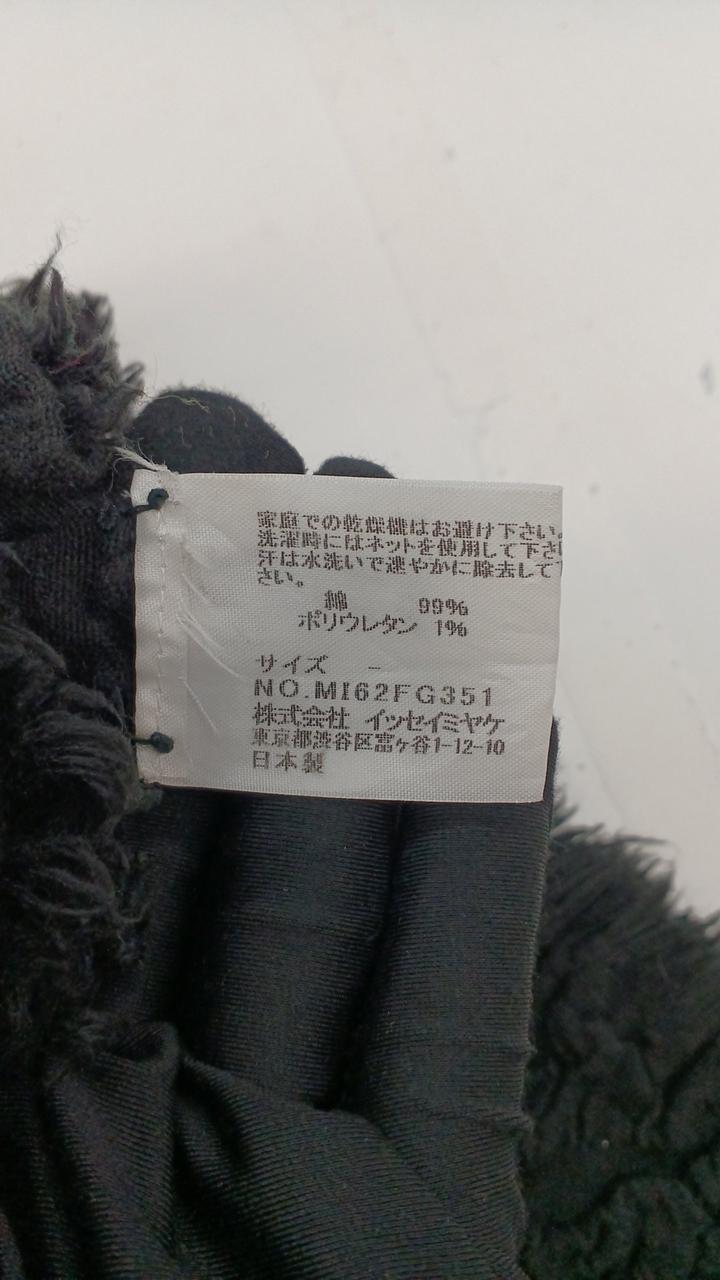 家庭での乾燥機はお避け下さい。
洗濯時にはネットを使用して下さ
汗は水洗いで速やかに除去して下
さい。
綿 99%
ポリウレタン 1%
サイズ -
NO.MI62FG351
株式会社 イッセイミヤケ
東京都渋谷区富ヶ谷1-12-10
日本製